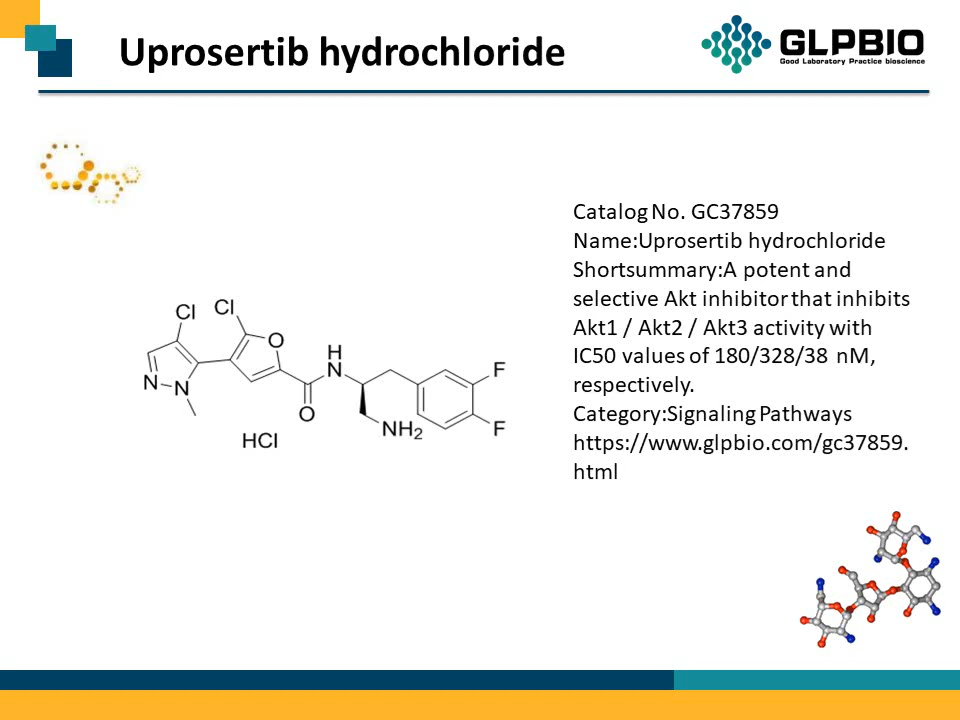 Uprosertib hydrochloride
GLPBIO
Good Laboratory Practice bioscience
Catalog No. GC37859
Name:Uprosertib hydrochloride
Shortsummary:A potent and
selective Akt inhibitor that inhibits
Akt1 / Akt2 / Akt3 activity with
IC50 values of 180/328/38 nM,
respectively.
Category:Signaling Pathways
https://www.glpbio.com/gc37859.
html
Cl
Cl
O
H
N
F
N
N
O
NH2
F
HCl